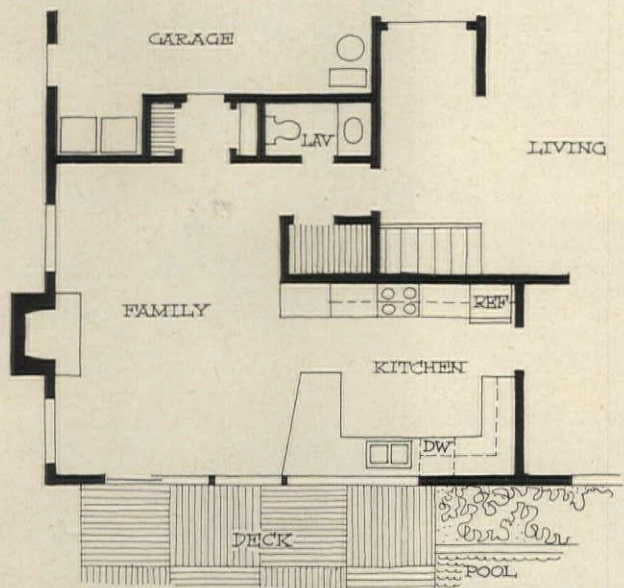 GARAGE
LAV
LIVING
FAMILY
REF
KITCHEN
DW
DECK
POOL